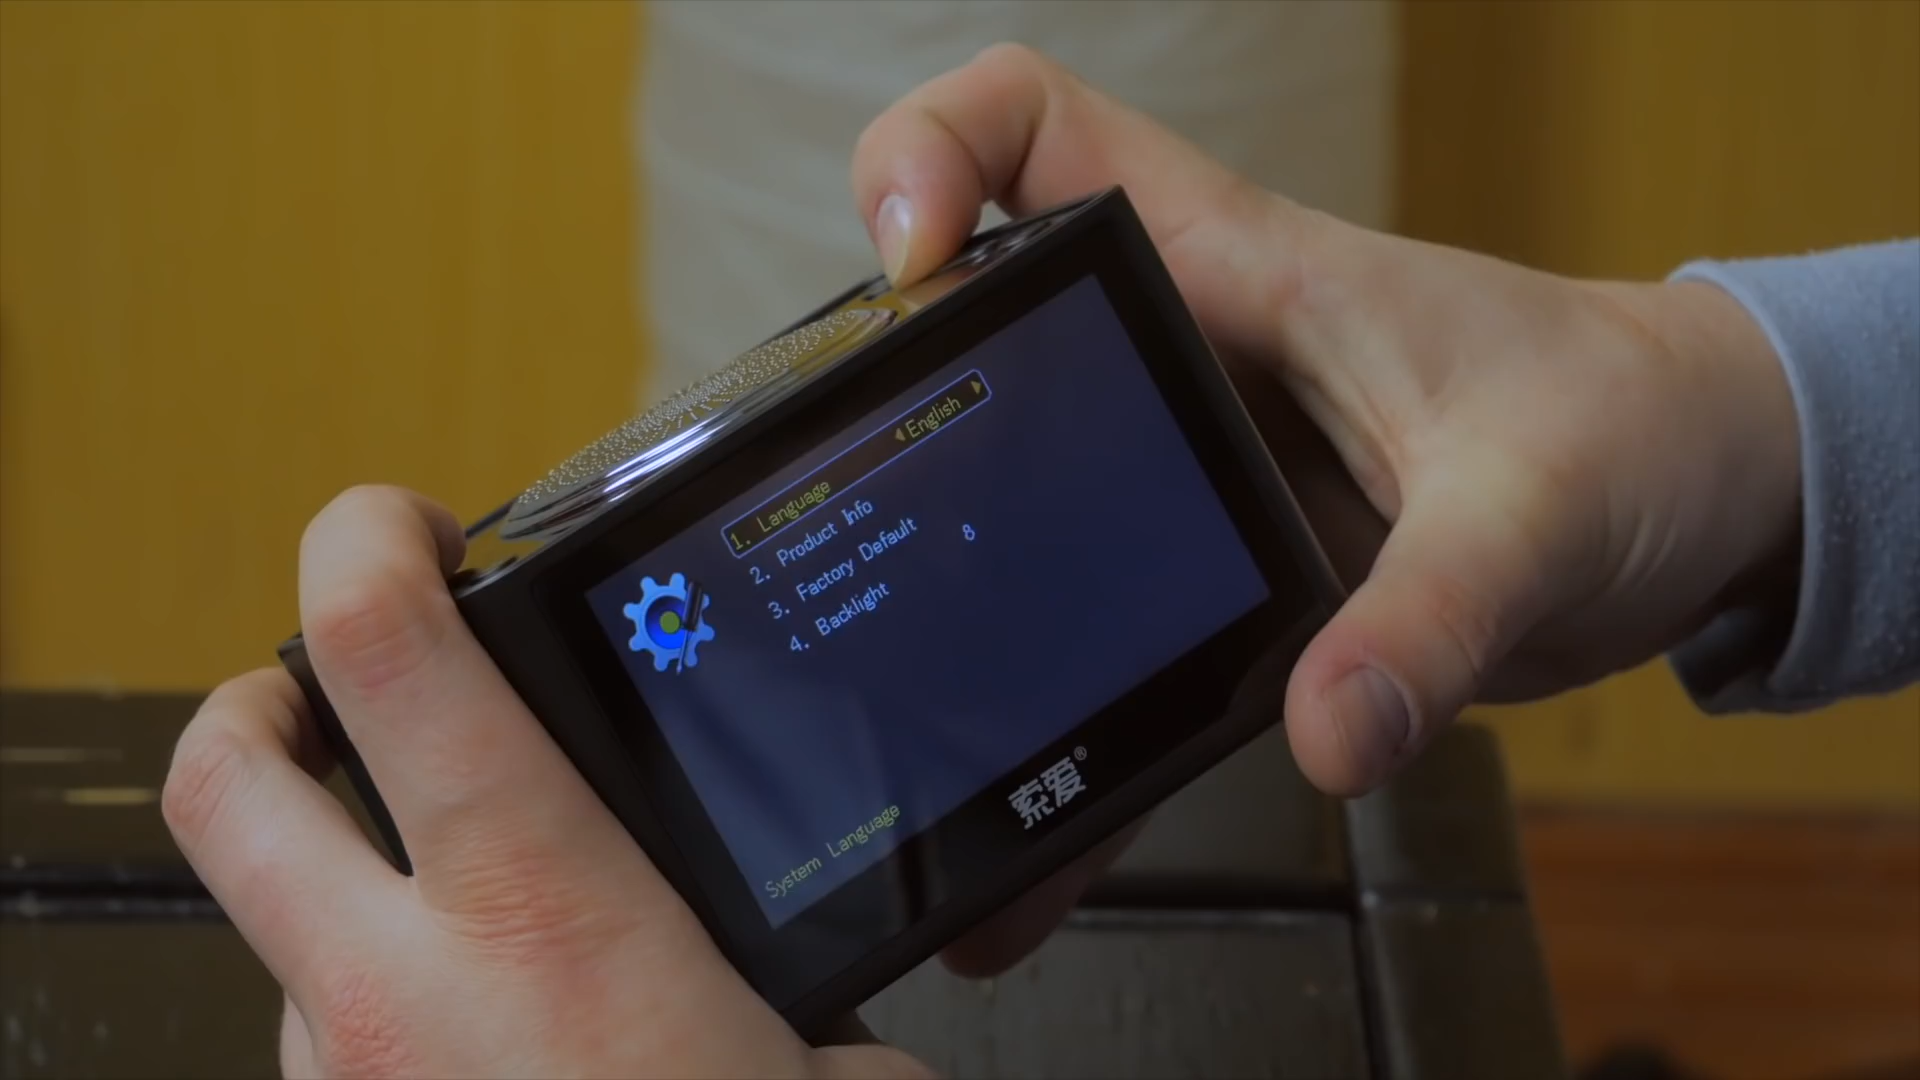 1. Language ◀English ▶
2. Product Info
3. Factory Default
4. Backlight 8
System Language
索爱®